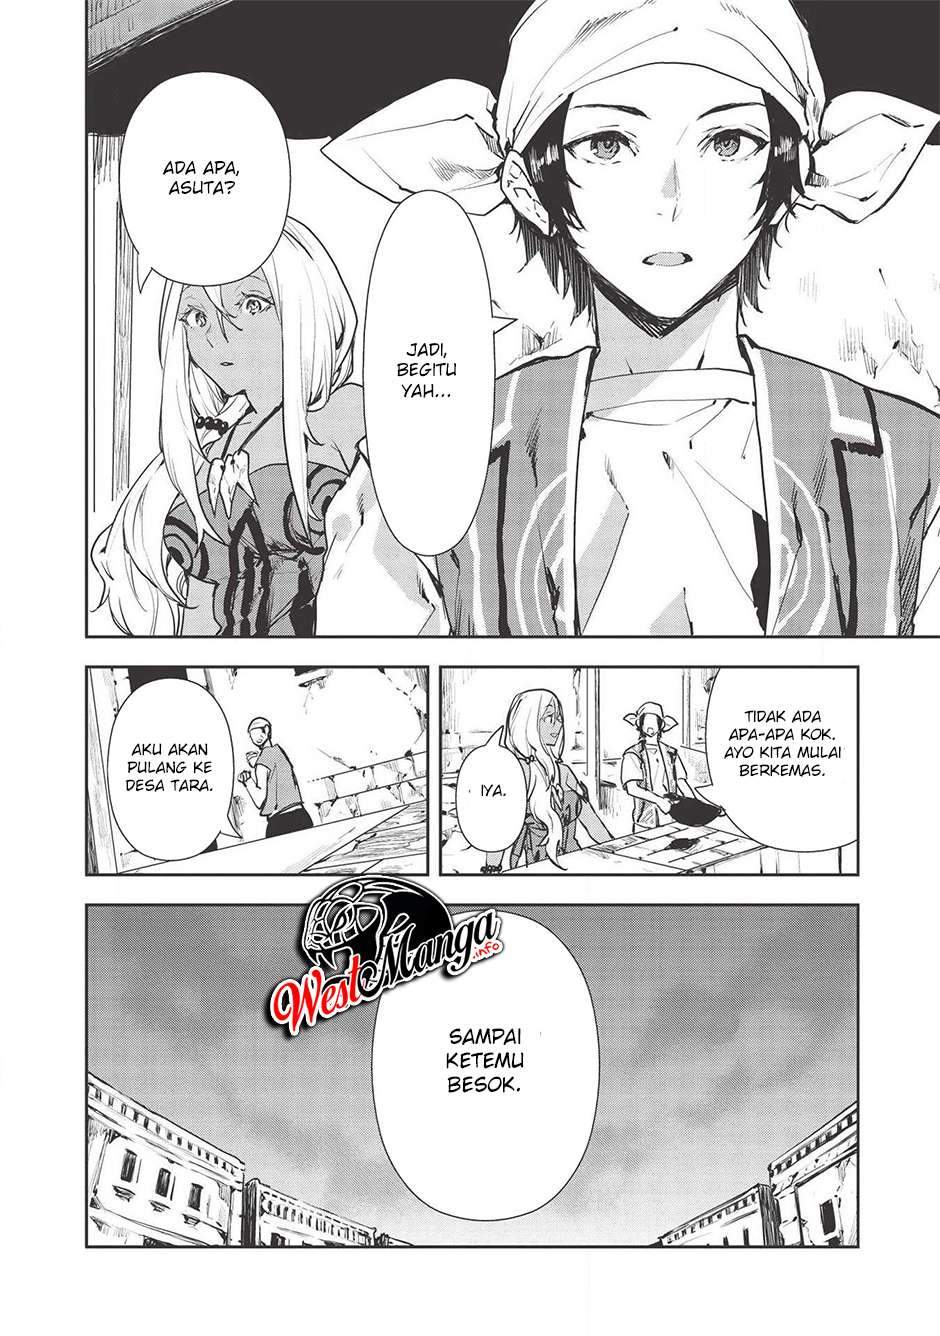 ADA APA,
ASUTA?
JADI,
BEGITU
YAH...
AKU AKAN
PULANG KE
DESA TARA.
IYA.
TIDAK ADA
APA-APA KOK.
AYO KITA MULAI
BERKEMAS.
WestManga
.info
SAMPAI
KETEMU
BESOK.